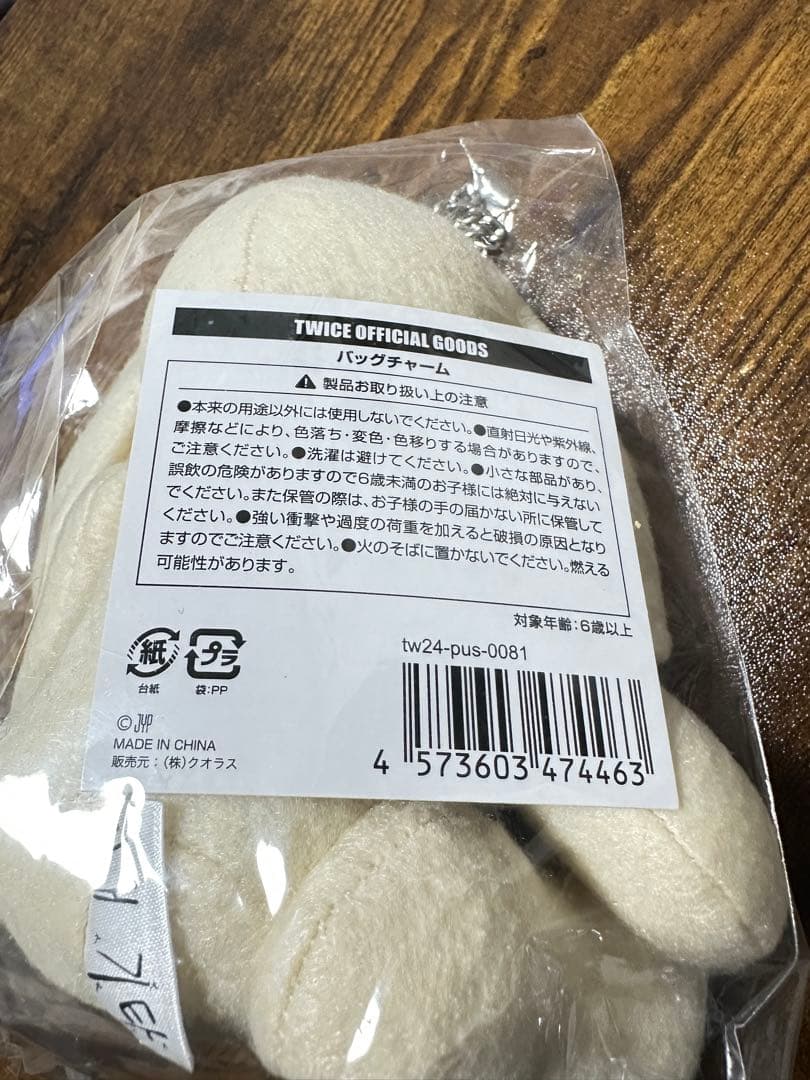 TWICE OFFICIAL GOODS
バッグチャーム
製品お取り扱い上の注意
●本来の用途以外には使用しないでください。●直射日光や紫外線、
摩擦などにより、色落ち・変色・色移りする場合がありますので、
ご注意ください。●洗濯は避けてください。●小さな部品があり、
誤飲の危険がありますので6歳未満のお子様には絶対に与えない
でください。また保管の際は、お子様の手の届かない所に保管して
ください。●強い衝撃や過度の荷重を加えると破損の原因となり
ますのでご注意ください。●火のそばに置かないでください。燃える
可能性があります。
対象年齢:6歳以上
紙 プラ
台紙 袋:PP
tw24-pus-0081
©JYP
MADE IN CHINA
販売元:(株)クオラス
4 573603 474463